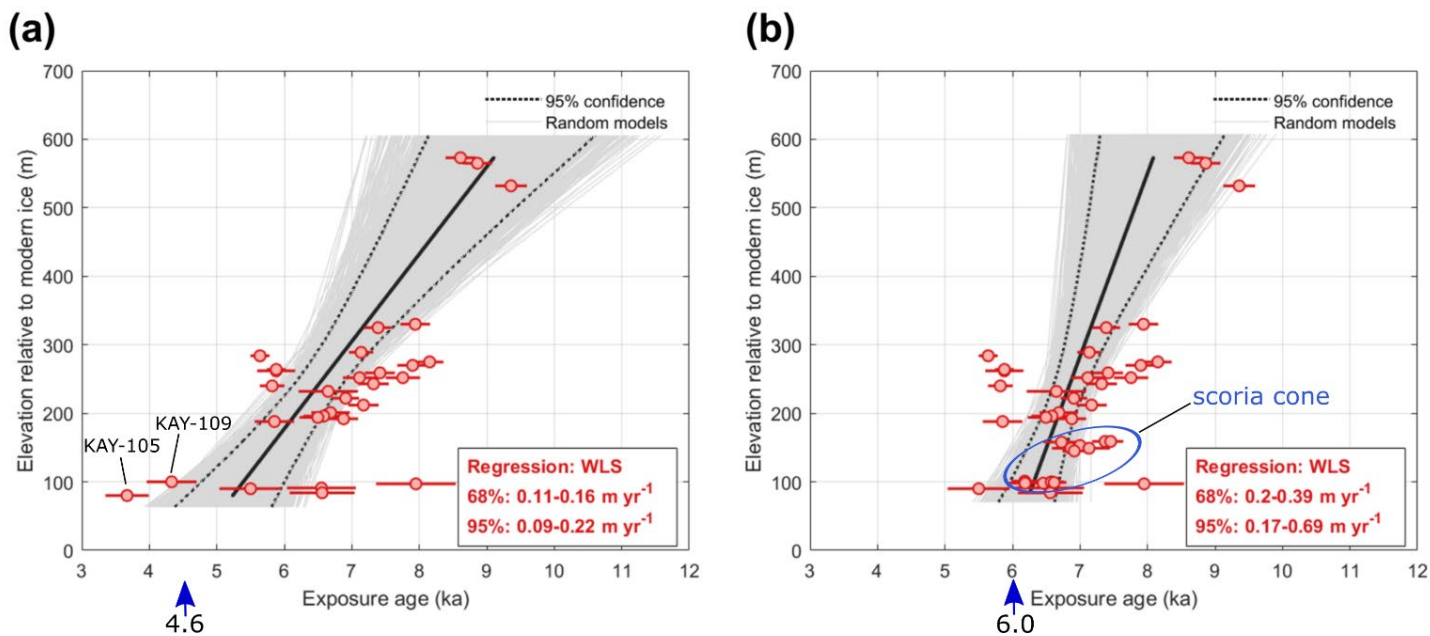 (a)
700
600
500
400
300
200
100
0
Elevation relative to modern ice (m)
95% confidence
Random models
KAY-105
KAY-109
Regression: WLS
68%: 0.11-0.16 m yr⁻¹
95%: 0.09-0.22 m yr⁻¹
3 4 5 6 7 8 9 10 11 12
Exposure age (ka)
4.6
(b)
700
600
500
400
300
200
100
0
Elevation relative to modern ice (m)
95% confidence
Random models
scoria cone
Regression: WLS
68%: 0.2-0.39 m yr⁻¹
95%: 0.17-0.69 m yr⁻¹
3 4 5 6 7 8 9 10 11 12
Exposure age (ka)
6.0